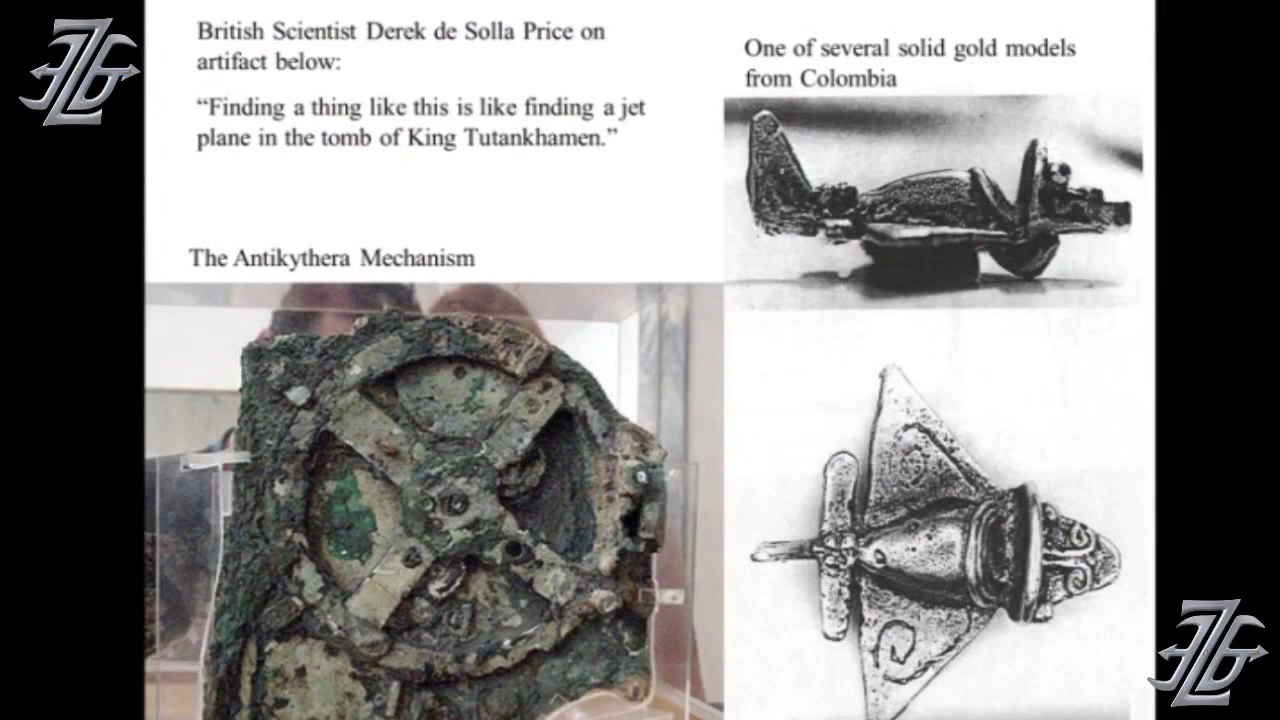 British Scientist Derek de Solla Price on
artifact below:
“Finding a thing like this is like finding a jet
plane in the tomb of King Tutankhamen.”
The Antikythera Mechanism
One of several solid gold models
from Colombia